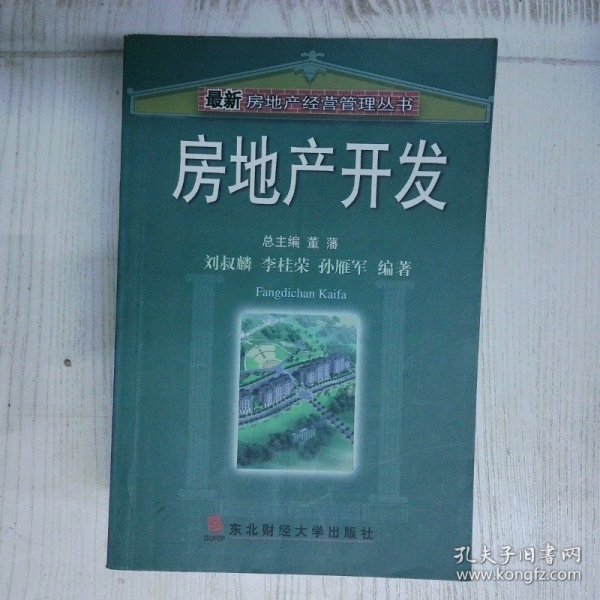 最新房地产经营管理丛书
房地产开发
总主编 董 藩
刘叔麟 李桂荣 孙雁军 编著
Fangdichan Kaifa
DUFEP
东北财经大学出版社
孔夫子旧书网
www.kongfz.com